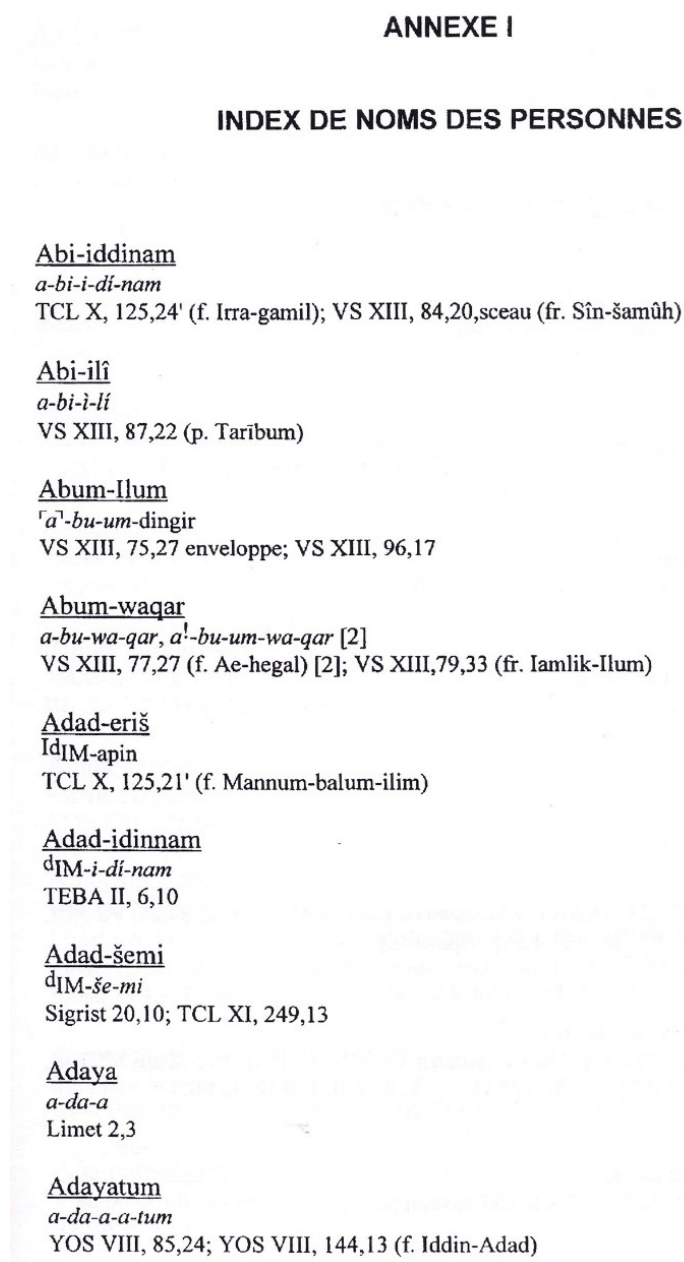 ANNEXE I
INDEX DE NOMS DES PERSONNES
Abi-iddinam
a-bi-i-dí-nam
TCL X, 125,24' (f. Irra-gamil); VS XIII, 84,20,sceau (fr. Sîn-šamûh)
Abi-ilî
a-bi-ì-lí
VS XIII, 87,22 (p. Tarībum)
Abum-Ilum
⸢a⸣-bu-um-dingir
VS XIII, 75,27 enveloppe; VS XIII, 96,17
Abum-waqar
a-bu-wa-qar, a!-bu-um-wa-qar [2]
VS XIII, 77,27 (f. Ae-hegal) [2]; VS XIII,79,33 (fr. Iamlik-Ilum)
Adad-eriš
IdIM-apin
TCL X, 125,21' (f. Mannum-balum-ilim)
Adad-idinnam
dIM-i-dí-nam
TEBA II, 6,10
Adad-šemi
dIM-še-mi
Sigrist 20,10; TCL XI, 249,13
Adaya
a-da-a
Limet 2,3
Adayatum
a-da-a-a-tum
YOS VIII, 85,24; YOS VIII, 144,13 (f. Iddin-Adad)